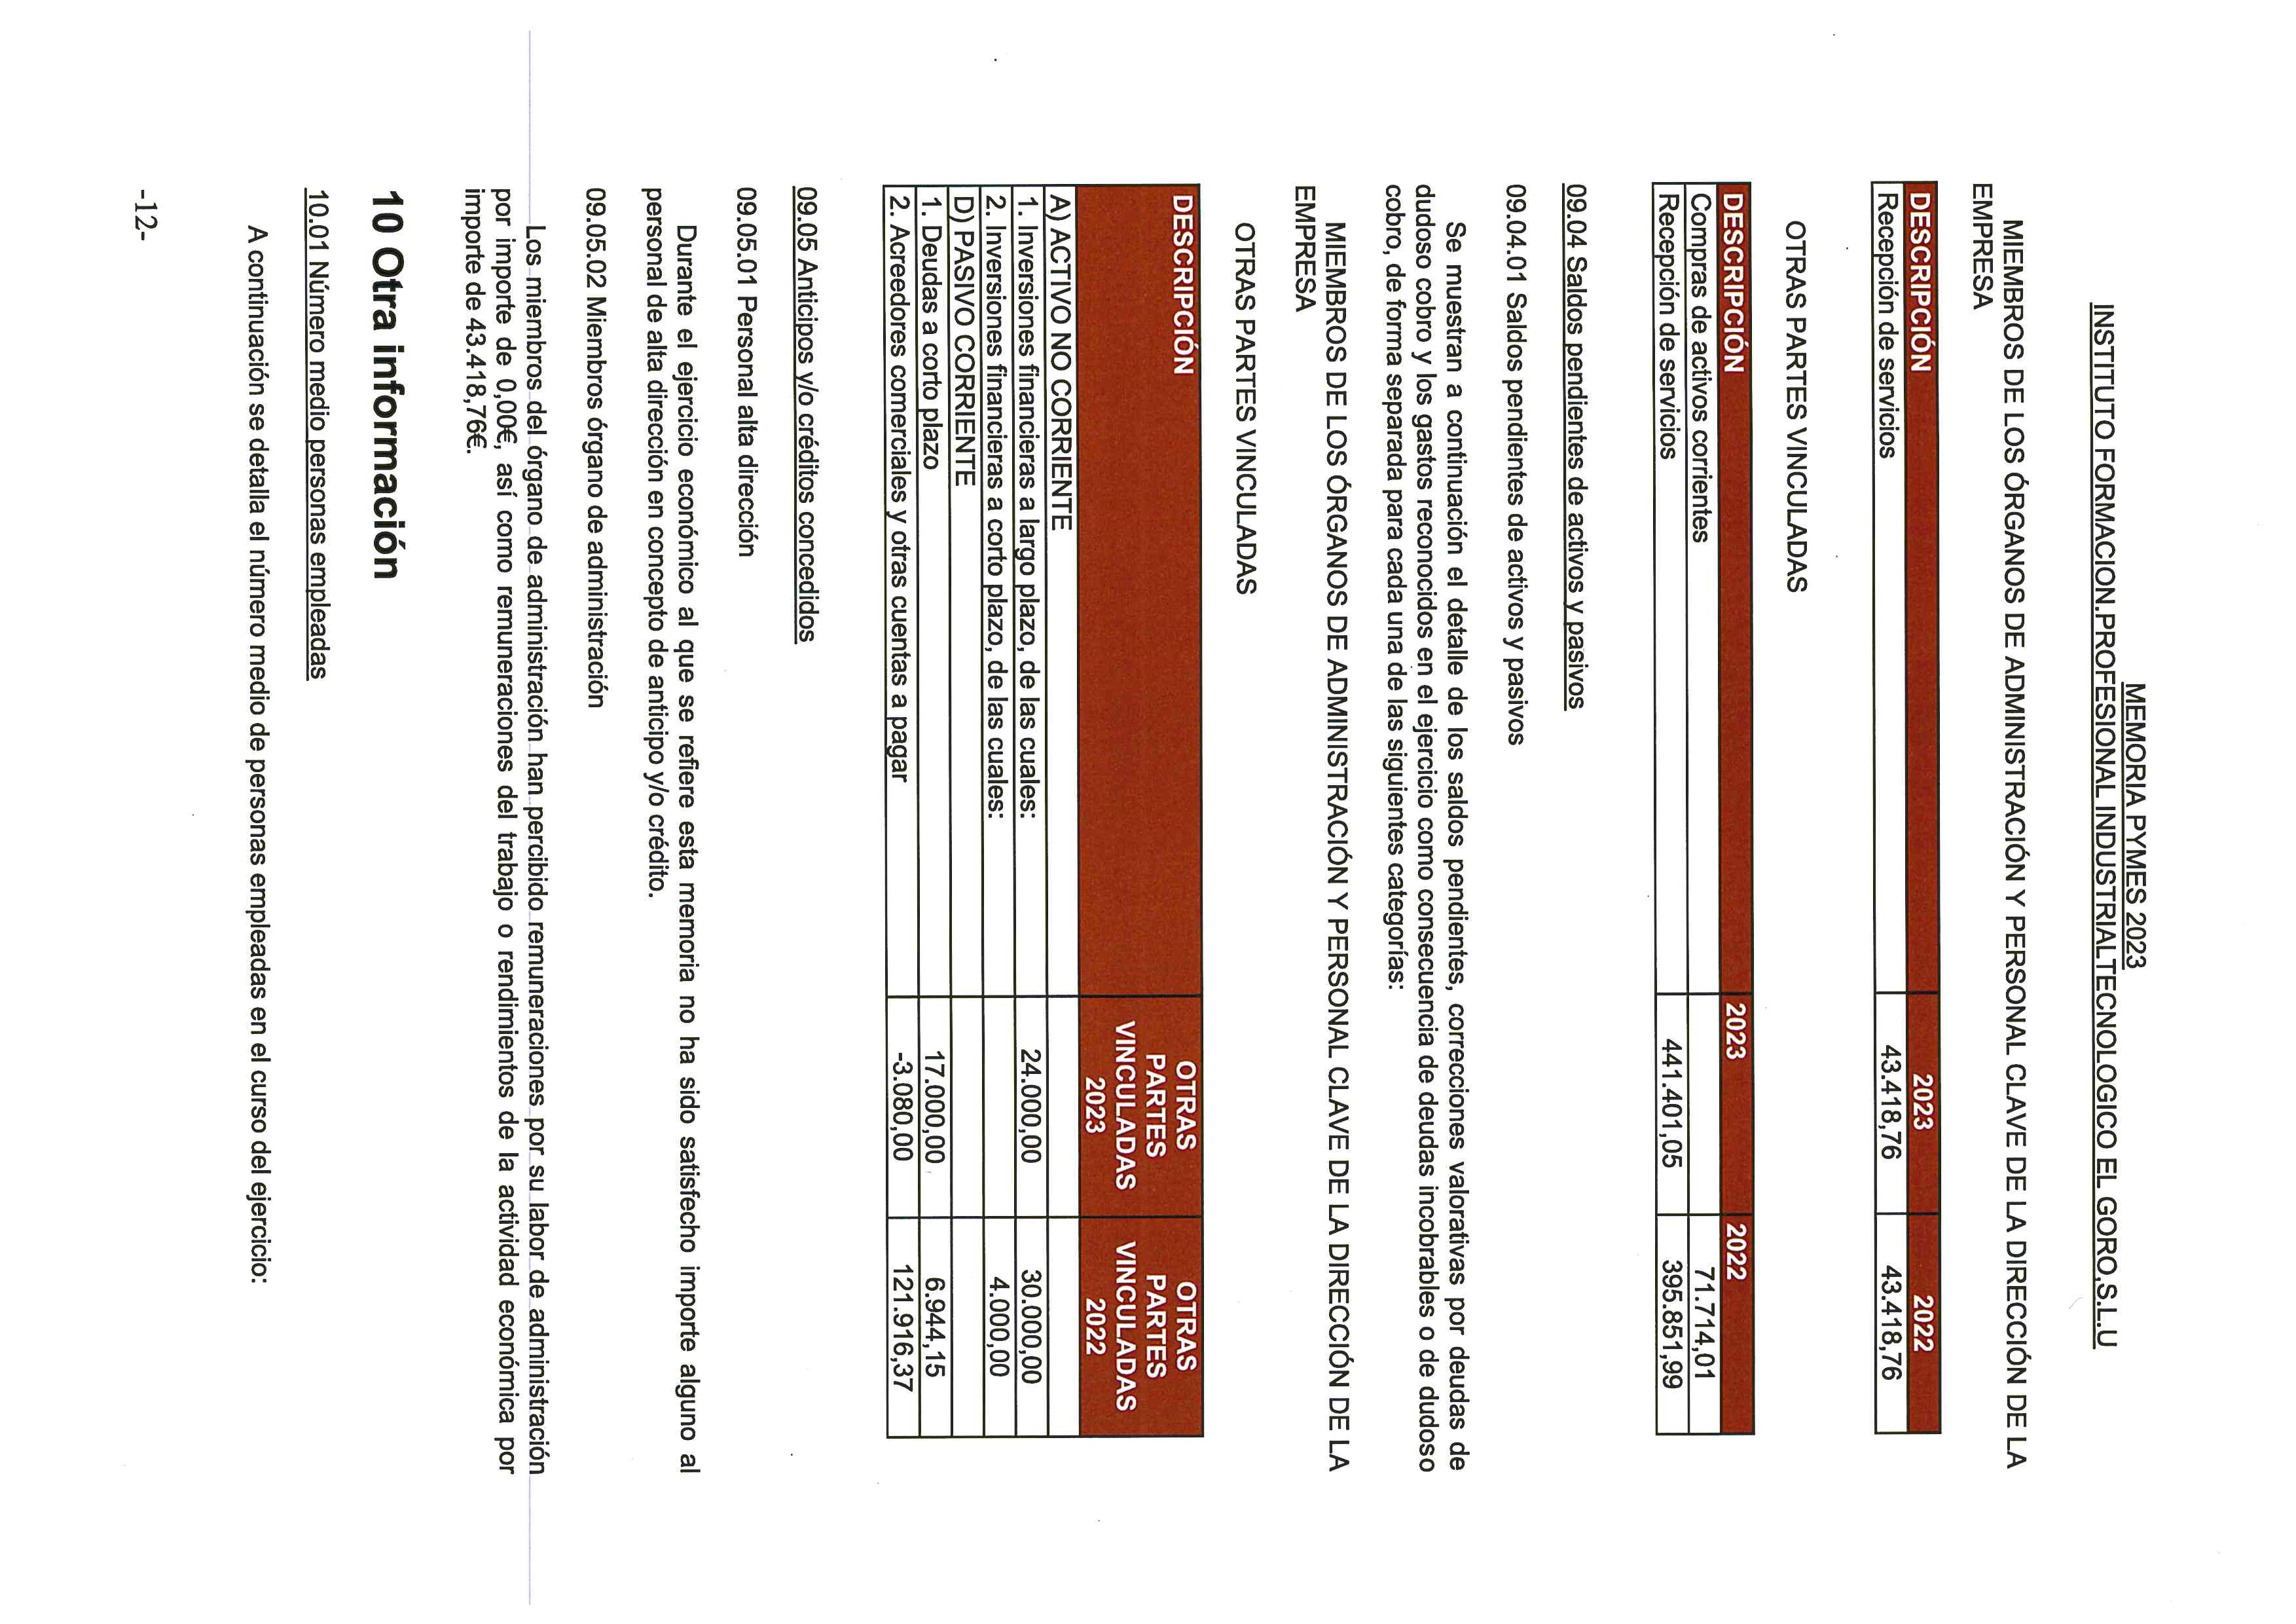 MEMORIA PYMES 2023
INSTITUTO FORMACION.PROFESIONAL INDUSTRIALTECNOLOGICO EL GORO,S.L.U
MIEMBROS DE LOS ÓRGANOS DE ADMINISTRACIÓN Y PERSONAL CLAVE DE LA DIRECCIÓN DE LA
EMPRESA
DESCRIPCIÓN 2023 2022
Recepción de servicios 43.418,76 43.418,76
OTRAS PARTES VINCULADAS
DESCRIPCIÓN 2023 2022
Compras de activos corrientes 71.714,01
Recepción de servicios 441.401,05 395.851,99
09.04 Saldos pendientes de activos y pasivos
09.04.01 Saldos pendientes de activos y pasivos
Se muestran a continuación el detalle de los saldos pendientes, correcciones valorativas por deudas de
dudoso cobro y los gastos reconocidos en el ejercicio como consecuencia de deudas incobrables o de dudoso
cobro, de forma separada para cada una de las siguientes categorías:
MIEMBROS DE LOS ÓRGANOS DE ADMINISTRACIÓN Y PERSONAL CLAVE DE LA DIRECCIÓN DE LA
EMPRESA
OTRAS PARTES VINCULADAS
DESCRIPCIÓN OTRAS PARTES VINCULADAS 2023 OTRAS PARTES VINCULADAS 2022
A) ACTIVO NO CORRIENTE
1. Inversiones financieras a largo plazo, de las cuales: 24.000,00 30.000,00
2. Inversiones financieras a corto plazo, de las cuales: 4.000,00
D) PASIVO CORRIENTE
1. Deudas a corto plazo 17.000,00 6.944,15
2. Acreedores comerciales y otras cuentas a pagar -3.080,00 121.916,37
09.05 Anticipos y/o créditos concedidos
09.05.01 Personal alta dirección
Durante el ejercicio económico al que se refiere esta memoria no ha sido satisfecho importe alguno al
personal de alta dirección en concepto de anticipo y/o crédito.
09.05.02 Miembros órgano de administración
Los miembros del órgano de administración han percibido remuneraciones por su labor de administración
por importe de 0,00€, así como remuneraciones del trabajo o rendimientos de la actividad económica por
importe de 43.418,76€.
10 Otra información
10.01 Número medio personas empleadas
A continuación se detalla el número medio de personas empleadas en el curso del ejercicio:
-12-